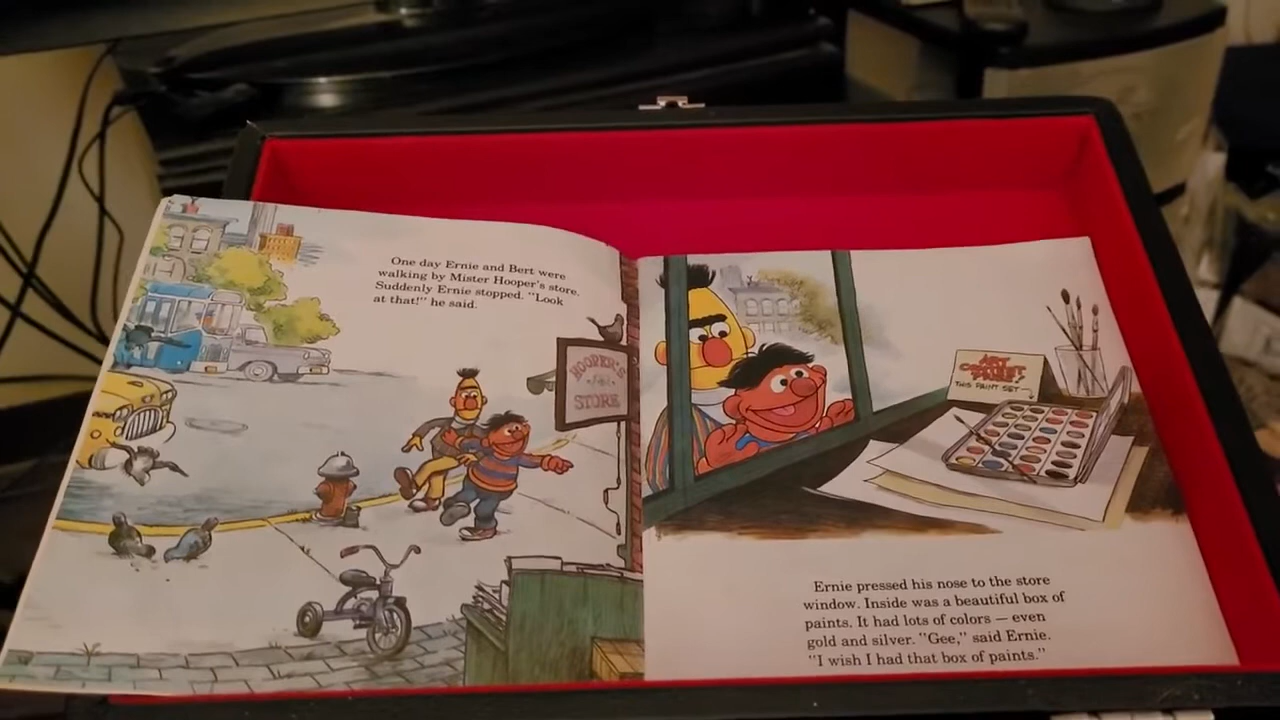 One day Ernie and Bert were
walking by Mister Hooper's store.
Suddenly Ernie stopped. "Look
at that!" he said.
HOOPER'S
STORE
ART
CONTEST
THIS PAINT SET
Ernie pressed his nose to the store
window. Inside was a beautiful box of
paints. It had lots of colors — even
gold and silver. "Gee," said Ernie.
"I wish I had that box of paints."